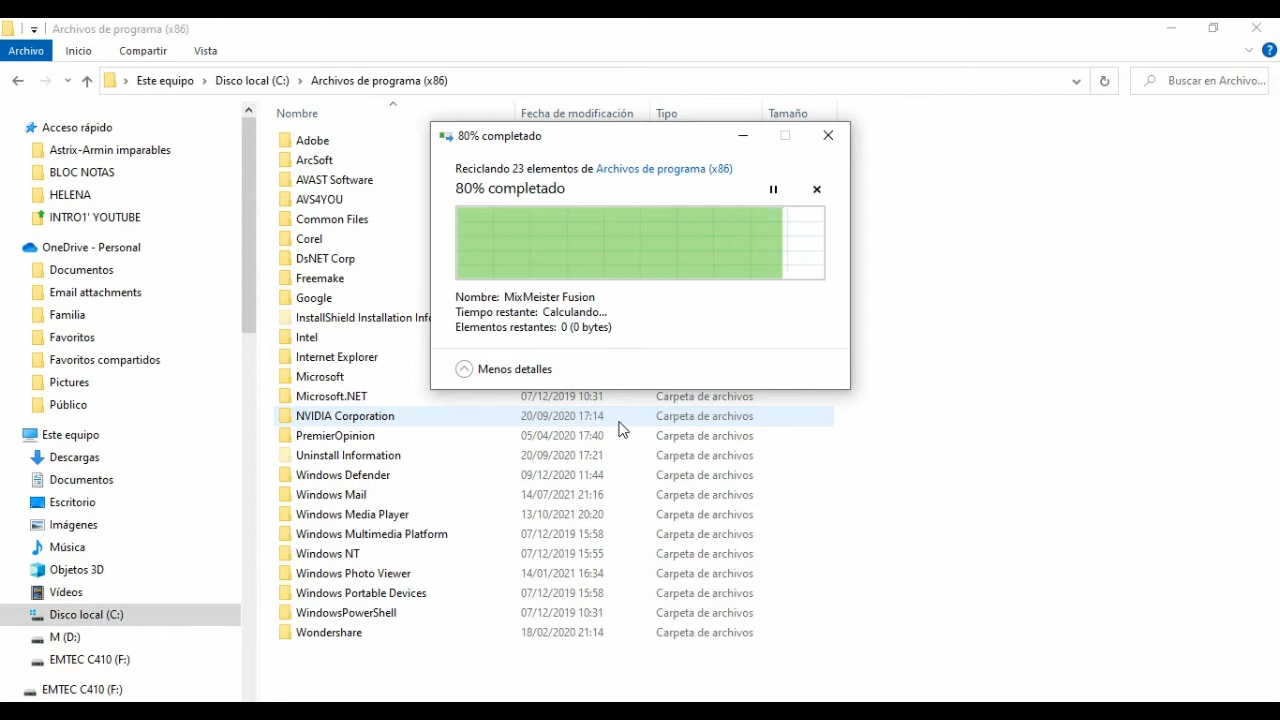 Archivos de programa (x86)
Archivo Inicio Compartir Vista
Este equipo Disco local (C:) Archivos de programa (x86)
Buscar en Archivo...
Acceso rápido
Astrix-Armin imparables
BLOC NOTAS
HELENA
INTRO1' YOUTUBE
OneDrive - Personal
Documentos
Email attachments
Familia
Favoritos
Favoritos compartidos
Pictures
Público
Este equipo
Descargas
Documentos
Escritorio
Imágenes
Música
Objetos 3D
Vídeos
Disco local (C:)
M (D:)
EMTEC C410 (F:)
EMTEC C410 (F:)
Nombre Fecha de modificación Tipo Tamaño
Adobe
ArcSoft
AVAST Software
AVS4YOU
Common Files
Corel
DsNET Corp
Freemake
Google
InstallShield Installation Inf
Intel
Internet Explorer
Microsoft
Microsoft.NET 07/12/2019 10:31 Carpeta de archivos
NVIDIA Corporation 20/09/2020 17:14 Carpeta de archivos
PremierOpinion 05/04/2020 17:40 Carpeta de archivos
Uninstall Information 20/09/2020 17:21 Carpeta de archivos
Windows Defender 09/12/2020 11:44 Carpeta de archivos
Windows Mail 14/07/2021 21:16 Carpeta de archivos
Windows Media Player 13/10/2021 20:20 Carpeta de archivos
Windows Multimedia Platform 07/12/2019 15:58 Carpeta de archivos
Windows NT 07/12/2019 15:55 Carpeta de archivos
Windows Photo Viewer 14/01/2021 16:34 Carpeta de archivos
Windows Portable Devices 07/12/2019 15:58 Carpeta de archivos
WindowsPowerShell 07/12/2019 10:31 Carpeta de archivos
Wondershare 18/02/2020 21:14 Carpeta de archivos
80% completado
Reciclando 23 elementos de Archivos de programa (x86)
80% completado
Nombre: MixMeister Fusion
Tiempo restante: Calculando...
Elementos restantes: 0 (0 bytes)
Menos detalles